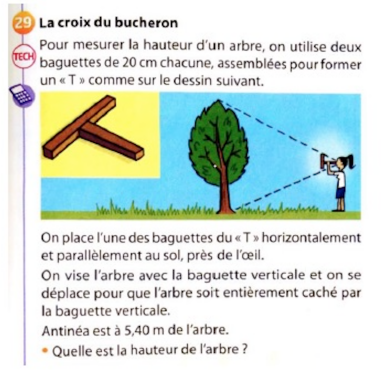 29 La croix du bucheron
TECH Pour mesurer la hauteur d'un arbre, on utilise deux
baguettes de 20 cm chacune, assemblées pour former
un « T » comme sur le dessin suivant.
On place l'une des baguettes du « T » horizontalement
et parallèlement au sol, près de l'œil.
On vise l'arbre avec la baguette verticale et on se
déplace pour que l'arbre soit entièrement caché par
la baguette verticale.
Antinéa est à 5,40 m de l'arbre.
• Quelle est la hauteur de l'arbre ?